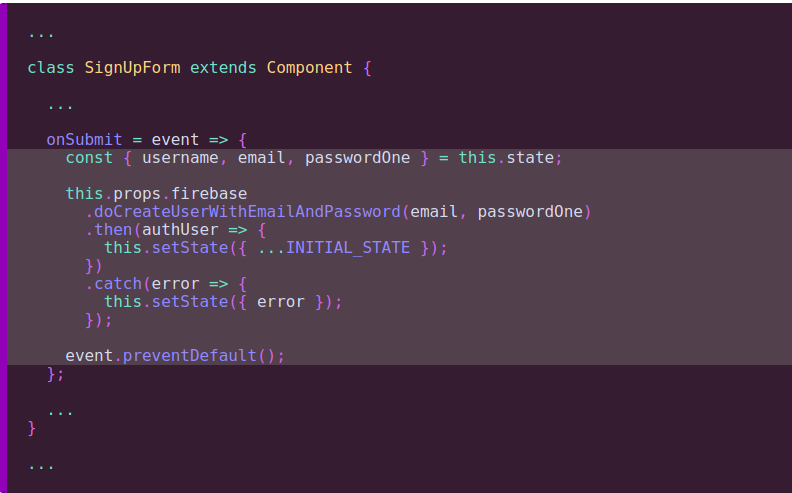 ...
class SignUpForm extends Component {
...
onSubmit = event => {
const { username, email, passwordOne } = this.state;
this.props.firebase
.doCreateUserWithEmailAndPassword(email, passwordOne)
.then(authUser => {
this.setState({ ...INITIAL_STATE });
})
.catch(error => {
this.setState({ error });
});
event.preventDefault();
};
...
}
...